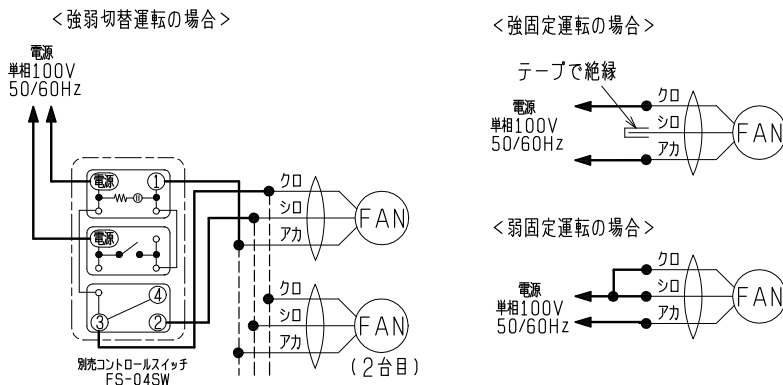 <強弱切替運転の場合>
電源
単相100V
50/60Hz
電源
①
電源
④
③
②
別売コントロールスイッチ
FS-04SW
クロ
シロ
アカ
FAN
クロ
シロ
アカ
FAN
(2台目)
<強固定運転の場合>
テープで絶縁
電源
単相100V
50/60Hz
クロ
シロ
アカ
FAN
<弱固定運転の場合>
電源
単相100V
50/60Hz
クロ
シロ
アカ
FAN